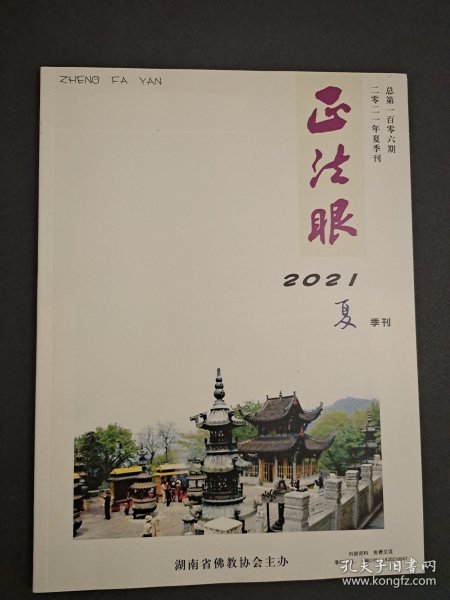 ZHENG FA YAN
总第一百零六期
二零二一年夏季刊
正法眼
2021
夏 季刊
湖南省佛教协会主办
内部资料 免费交流
孔夫子旧书网
www.kongfz.com